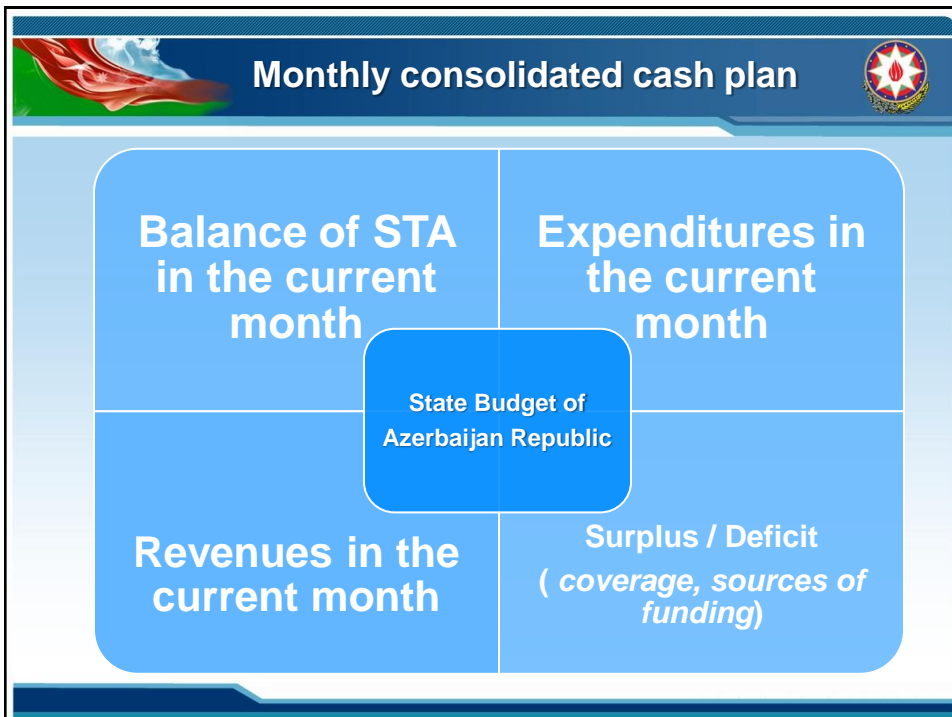 Monthly consolidated cash plan
Balance of STA
in the current
month
Expenditures in
the current
month
State Budget of
Azerbaijan Republic
Revenues in the
current month
Surplus / Deficit
( coverage, sources of
funding)